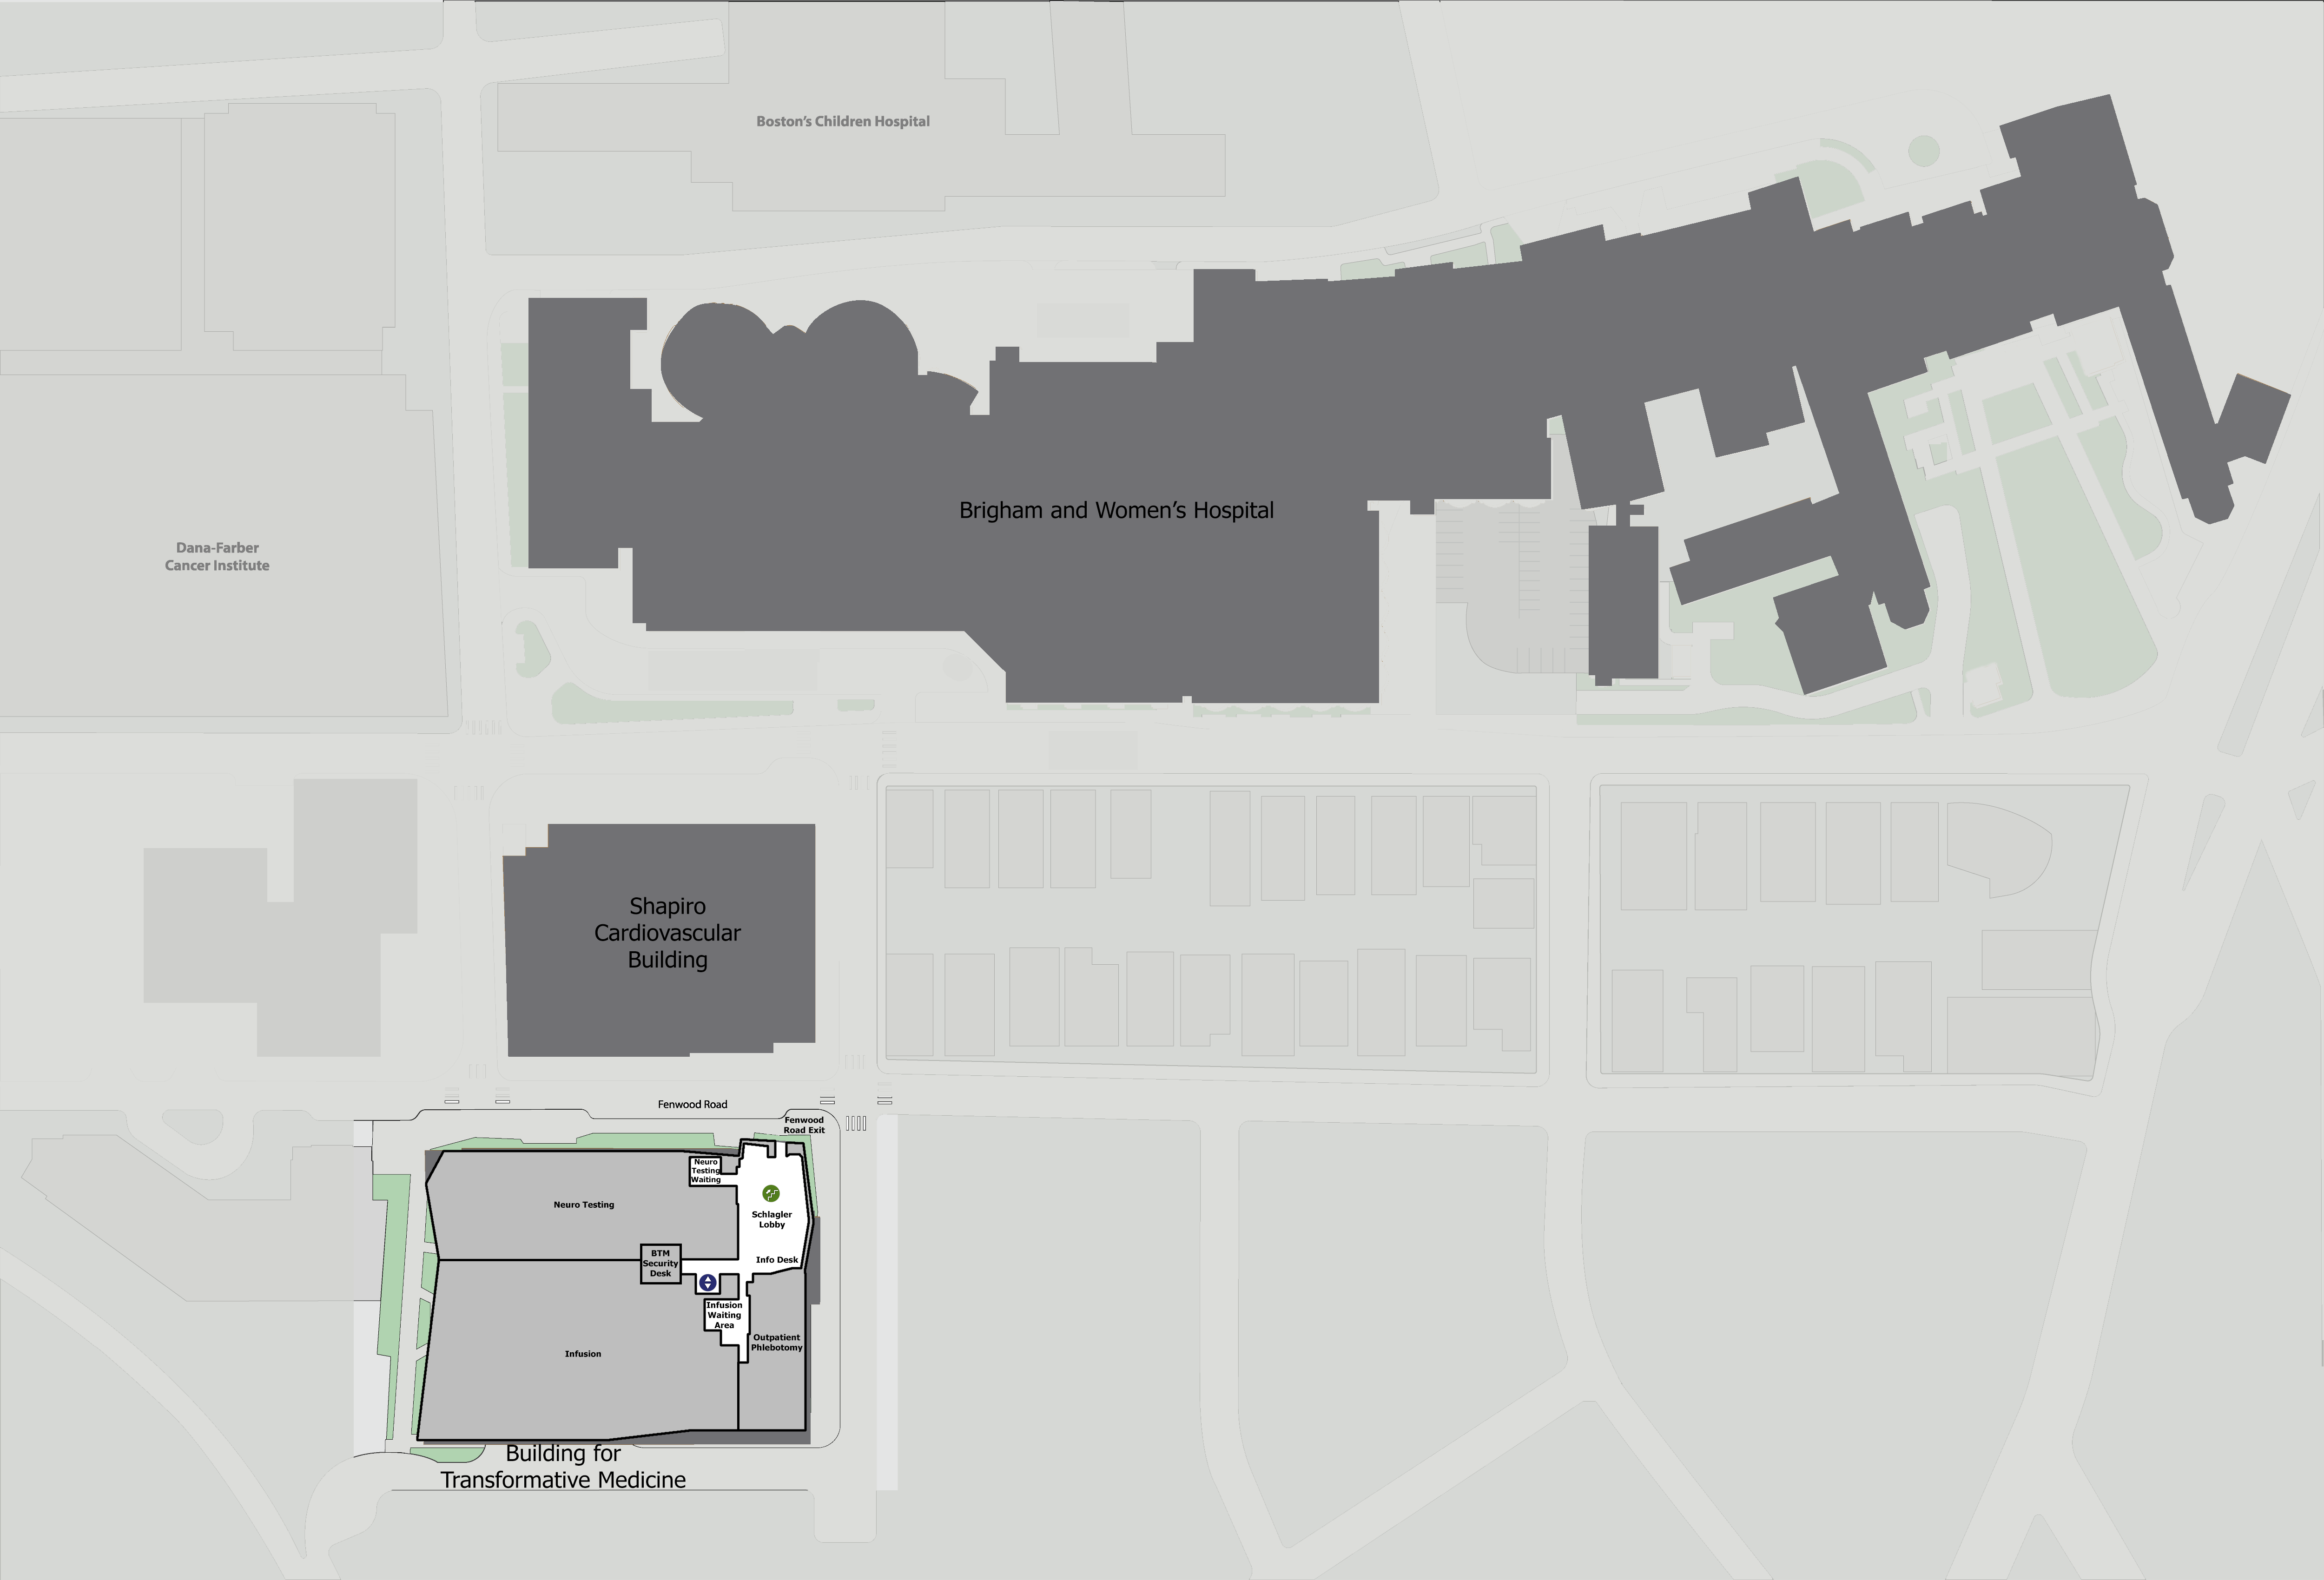 Boston's Children Hospital
Brigham and Women's Hospital
Dana-Farber
Cancer Institute
Shapiro
Cardiovascular
Building
Fenwood Road
Fenwood
Road Exit
Neuro
Testing
Waiting
Neuro Testing
Schlagler
Lobby
BTM
Security
Desk
Info Desk
Infusion
Waiting
Area
Outpatient
Phlebotomy
Infusion
Building for
Transformative Medicine